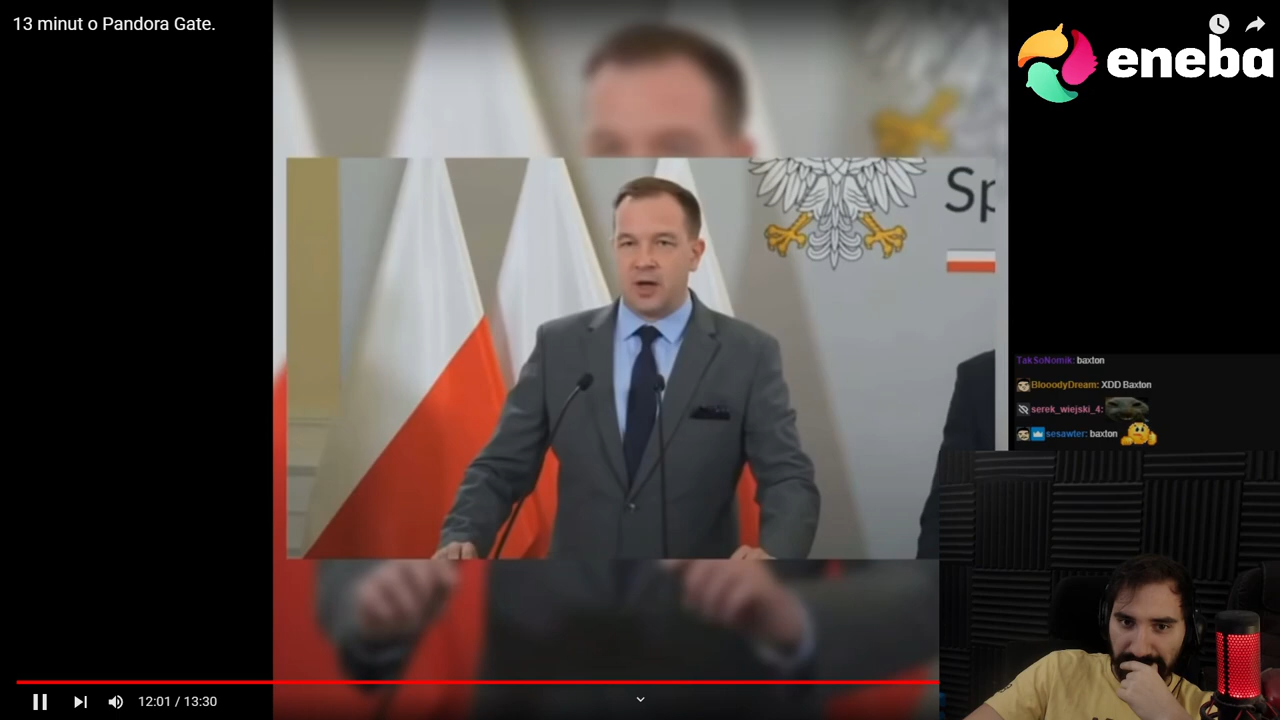 13 minut o Pandora Gate.
eneba
Sp
TakSoNomik: baxton
BlooodyDream: XDD Baxton
serek_wiejski_4:
sesawter: baxton
12:01 / 13:30